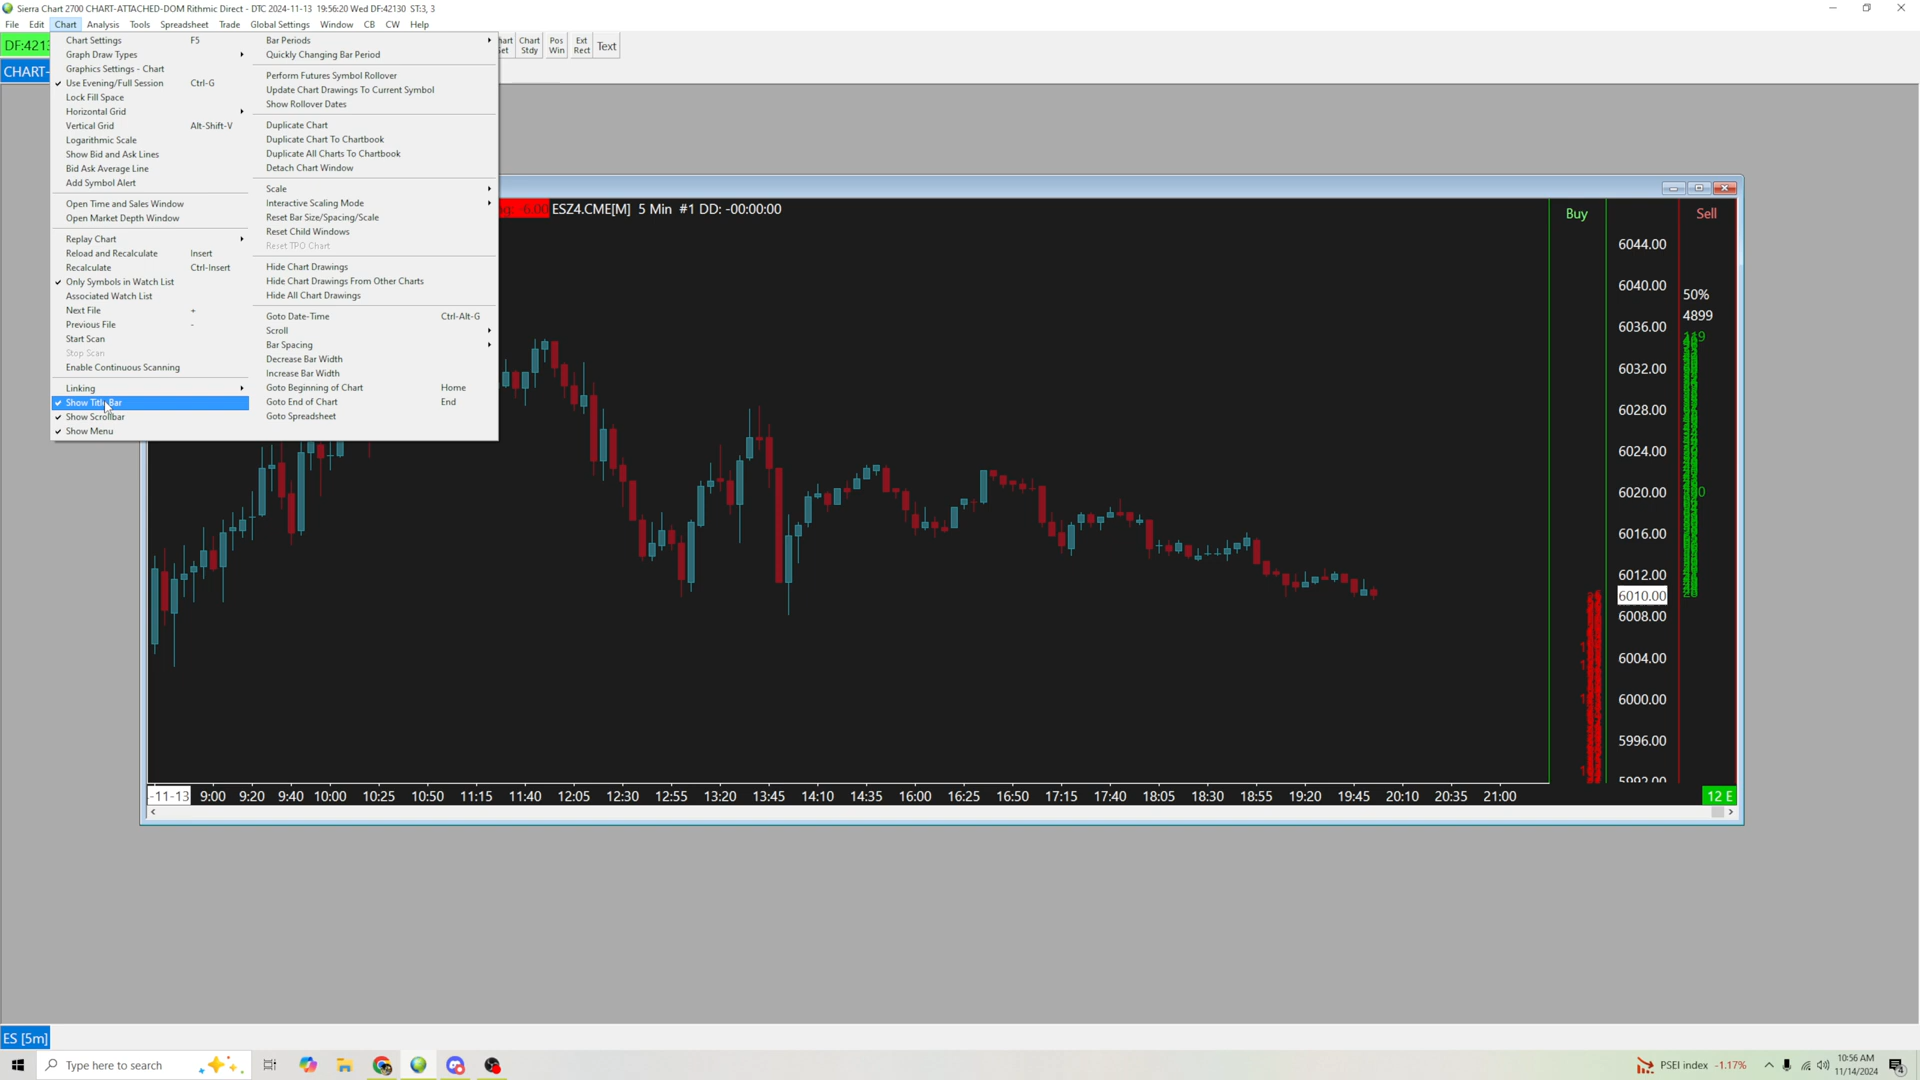 Sierra Chart 2700 CHART-ATTACHED-DOM Rithmic Direct - DTC 2024-11-13 19:56:20 Wed DF:42130 ST:3, 3
File Edit Chart Analysis Tools Spreadsheet Trade Global Settings Window CB CW Help
Chart Stdy
Pos Win
Ext Rect
Text
CHART-
Chart Settings F5
Graph Draw Types
Graphics Settings - Chart
Use Evening/Full Session Ctrl-G
Lock Fill Space
Horizontal Grid
Vertical Grid Alt-Shift-V
Logarithmic Scale
Show Bid and Ask Lines
Bid Ask Average Line
Add Symbol Alert
Open Time and Sales Window
Open Market Depth Window
Replay Chart
Reload and Recalculate Insert
Recalculate Ctrl-Insert
Only Symbols in Watch List
Associated Watch List
Next File +
Previous File -
Start Scan
Stop Scan
Enable Continuous Scanning
Linking
Show Title Bar
Show Scrollbar
Show Menu
Bar Periods
Quickly Changing Bar Period
Perform Futures Symbol Rollover
Update Chart Drawings To Current Symbol
Show Rollover Dates
Duplicate Chart
Duplicate Chart To Chartbook
Duplicate All Charts To Chartbook
Detach Chart Window
Scale
Interactive Scaling Mode
Reset Bar Size/Spacing/Scale
Reset Child Windows
Reset TPO Chart
Hide Chart Drawings
Hide Chart Drawings From Other Charts
Hide All Chart Drawings
Goto Date-Time Ctrl-Alt-G
Scroll
Bar Spacing
Decrease Bar Width
Increase Bar Width
Goto Beginning of Chart Home
Goto End of Chart End
Goto Spreadsheet
-6.00 ESZ4.CME[M] 5 Min #1 DD: -00:00:00
Buy
Sell
6044.00
6040.00
6036.00
6032.00
6028.00
6024.00
6020.00
6016.00
6012.00
6010.00
6008.00
6004.00
6000.00
5996.00
50%
4899
-11-13 9:00 9:20 9:40 10:00 10:25 10:50 11:15 11:40 12:05 12:30 12:55 13:20 13:45 14:10 14:35 16:00 16:25 16:50 17:15 17:40 18:05 18:30 18:55 19:20 19:45 20:10 20:35 21:00
12 E
ES [5m]
Type here to search
PSEI index -1.17%
10:56 AM
11/14/2024
4